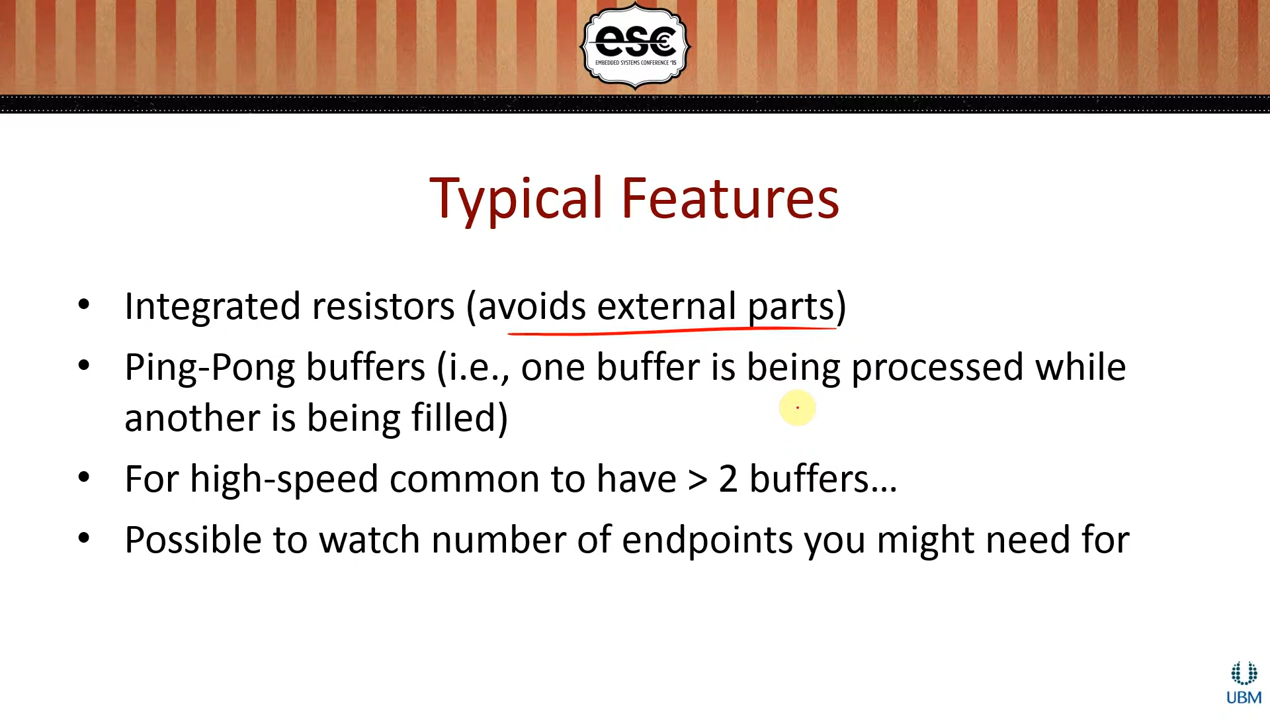 esc
EMBEDDED SYSTEMS CONFERENCE '15
Typical Features
• Integrated resistors (avoids external parts)
• Ping-Pong buffers (i.e., one buffer is being processed while
another is being filled)
• For high-speed common to have > 2 buffers…
• Possible to watch number of endpoints you might need for
UBM